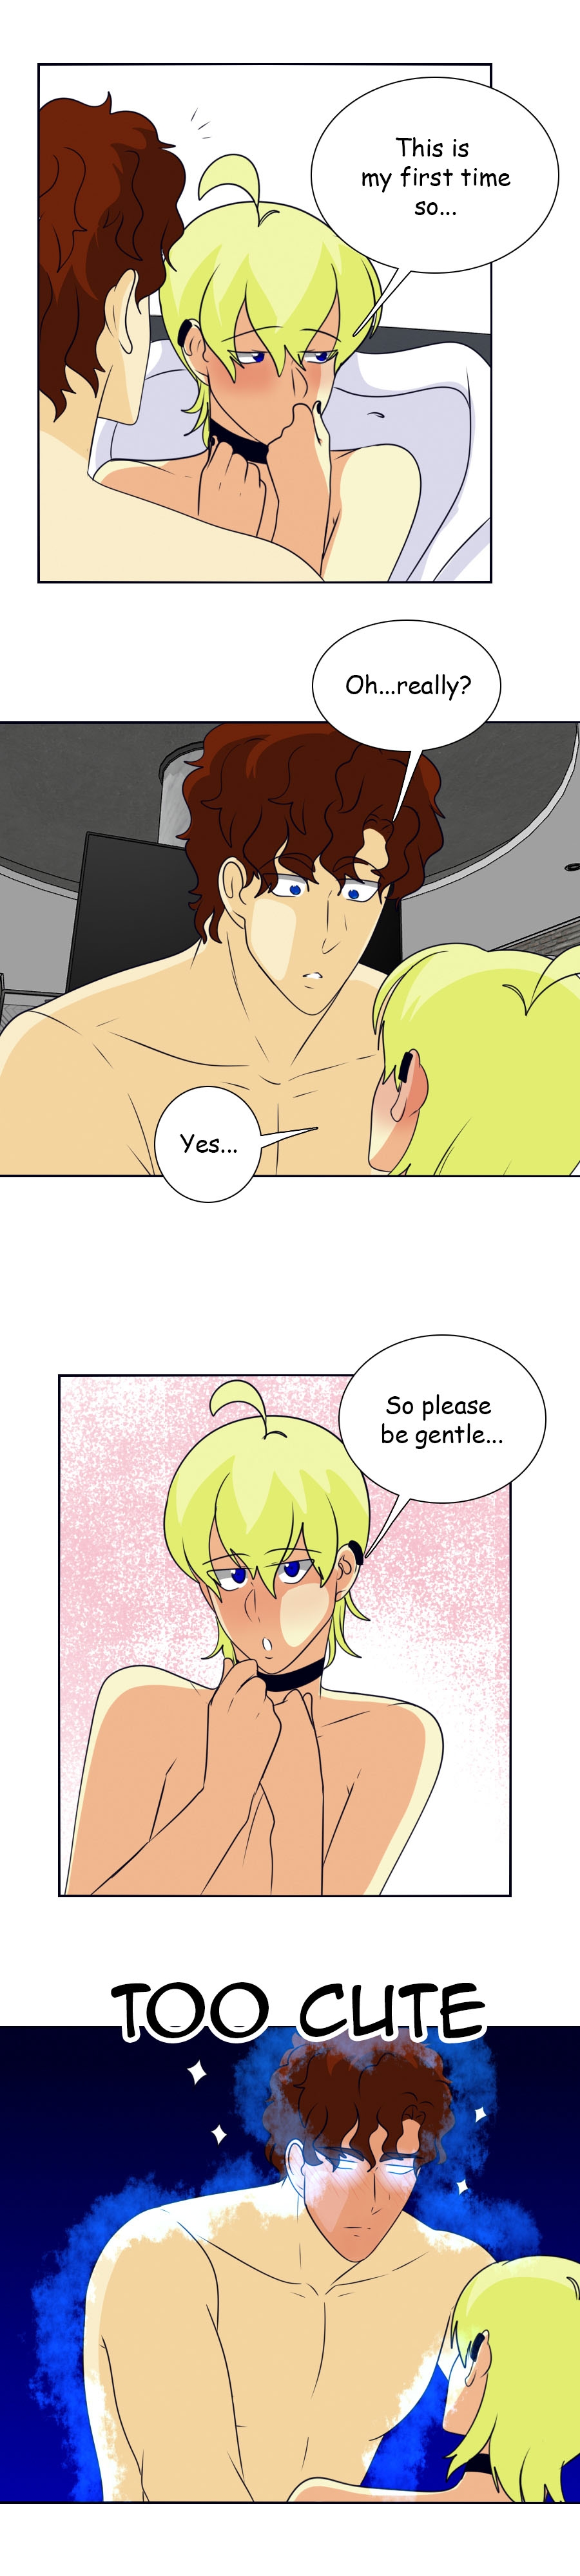 This is
my first time
so...
Oh...really?
Yes...
So please
be gentle...
TOO CUTE